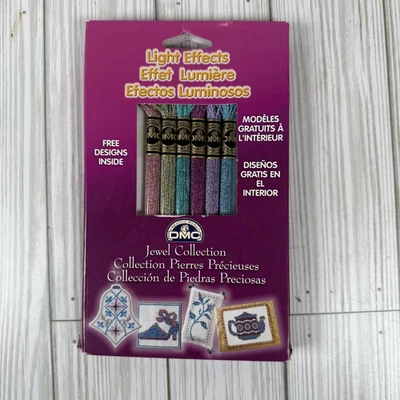 Light Effects
Effet Lumière
Efectos Luminosos
FREE
DESIGNS
INSIDE
MODÈLES
GRATUITS À
L'INTÉRIEUR
DISEÑOS
GRATIS EN
EL
INTERIOR
DMC
Jewel Collection
Collection Pierres Précieuses
Colección de Piedras Preciosas